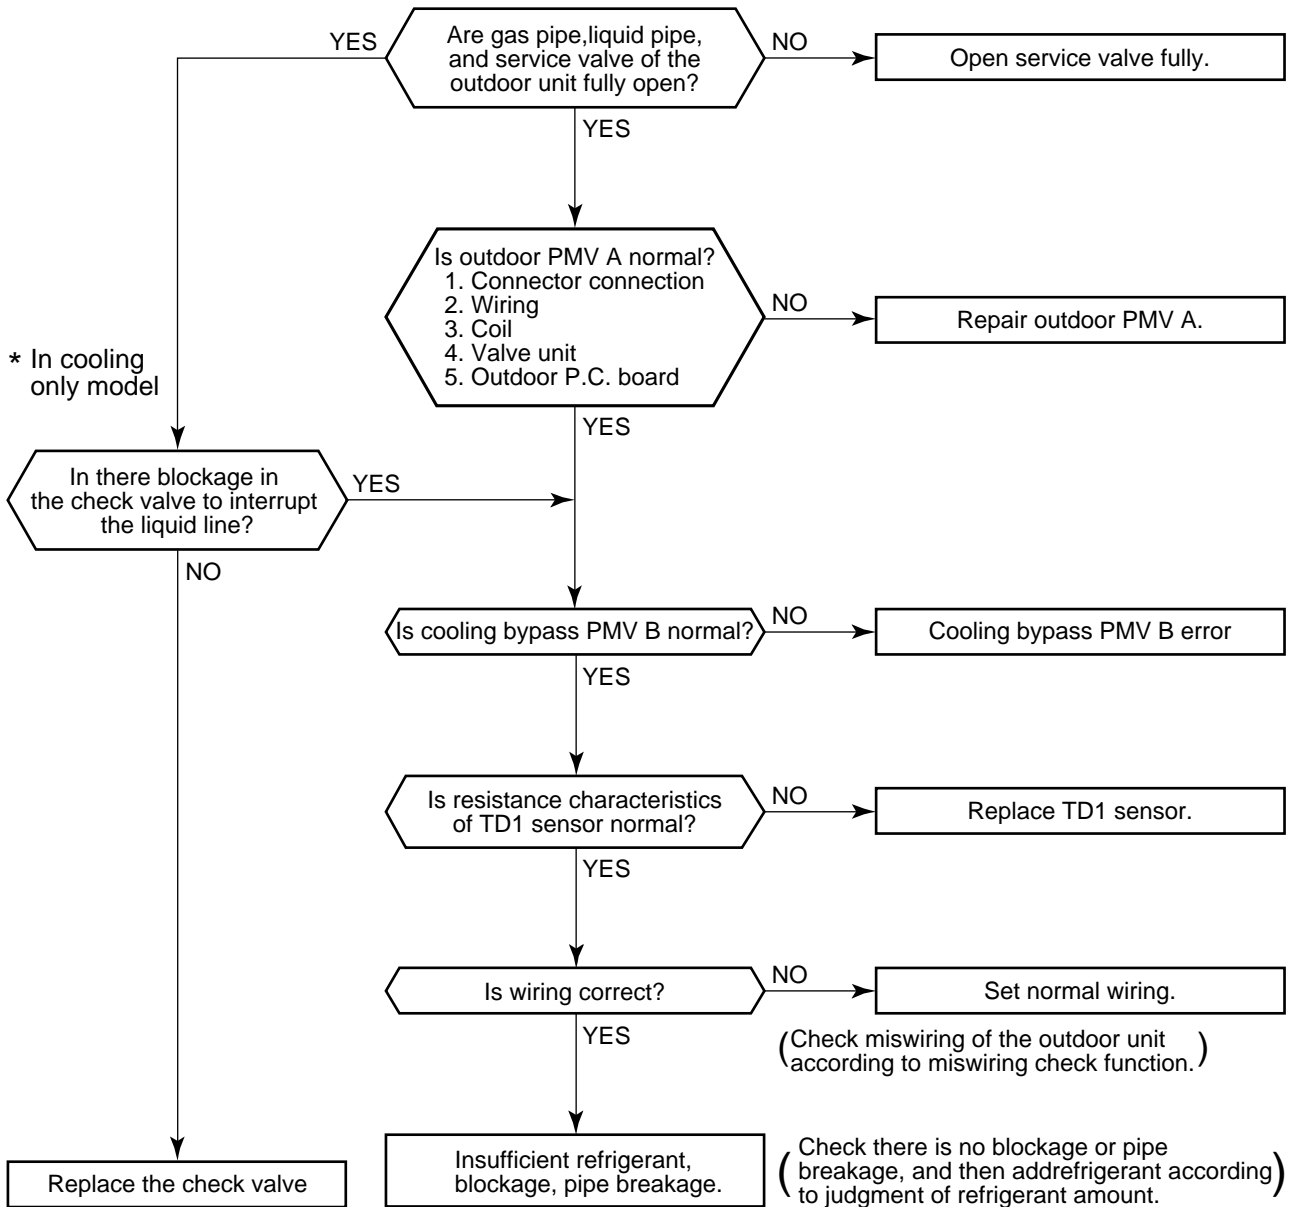 YES
Are gas pipe,liquid pipe,
and service valve of the
outdoor unit fully open?
NO
Open service valve fully.
YES
Is outdoor PMV A normal?
1. Connector connection
2. Wiring
3. Coil
4. Valve unit
5. Outdoor P.C. board
NO
Repair outdoor PMV A.
* In cooling
only model
YES
In there blockage in
the check valve to interrupt
the liquid line?
YES
NO
Is cooling bypass PMV B normal?
NO
Cooling bypass PMV B error
YES
Is resistance characteristics
of TD1 sensor normal?
NO
Replace TD1 sensor.
YES
Is wiring correct?
NO
Set normal wiring.
YES
(Check miswiring of the outdoor unit
according to miswiring check function.)
Replace the check valve
Insufficient refrigerant,
blockage, pipe breakage.
(Check there is no blockage or pipe
breakage, and then addrefrigerant according
to judgment of refrigerant amount.)